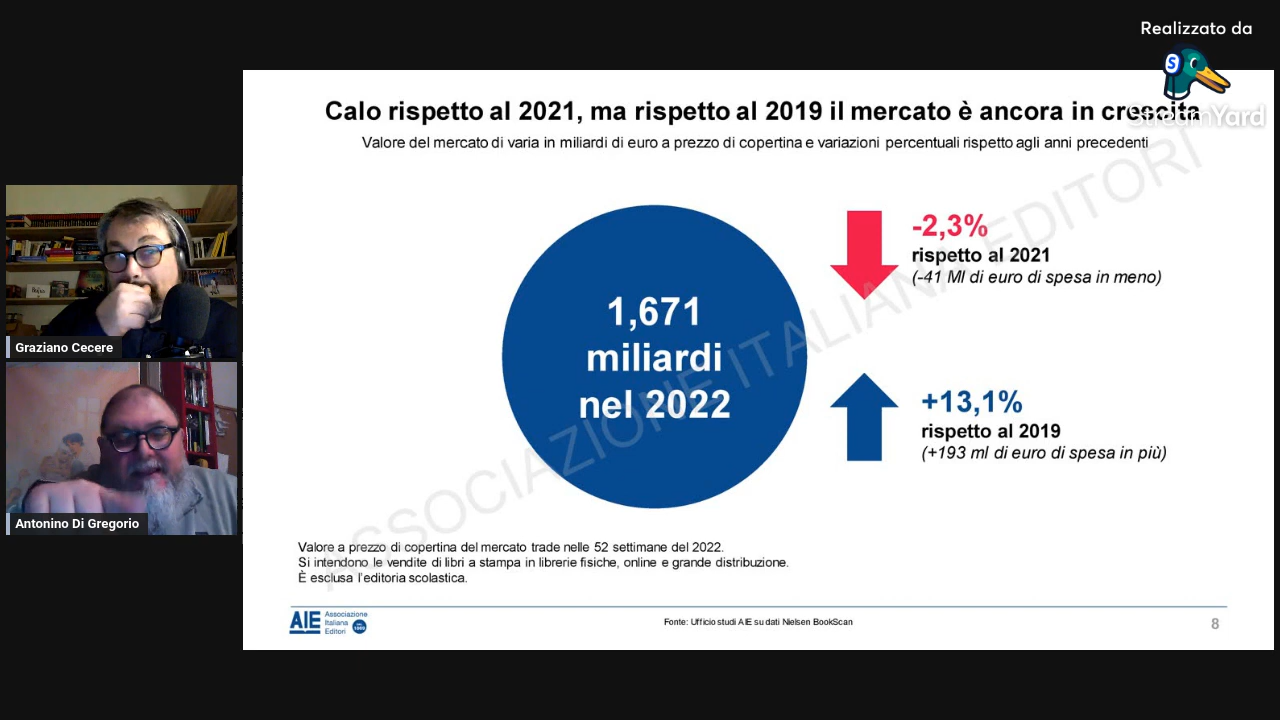 Realizzato da
StreamYard
Calo rispetto al 2021, ma rispetto al 2019 il mercato è ancora in crescita
Valore del mercato di varia in miliardi di euro a prezzo di copertina e variazioni percentuali rispetto agli anni precedenti
1,671
miliardi
nel 2022
-2,3%
rispetto al 2021
(-41 Ml di euro di spesa in meno)
+13,1%
rispetto al 2019
(+193 ml di euro di spesa in più)
ASSOCIAZIONE ITALIANA EDITORI
Graziano Cecere
Antonino Di Gregorio
Valore a prezzo di copertina del mercato trade nelle 52 settimane del 2022.
Si intendono le vendite di libri a stampa in librerie fisiche, online e grande distribuzione.
È esclusa l'editoria scolastica.
AIE
Associazione
Italiana
Editori
Fonte: Ufficio studi AIE su dati Nielsen BookScan
8